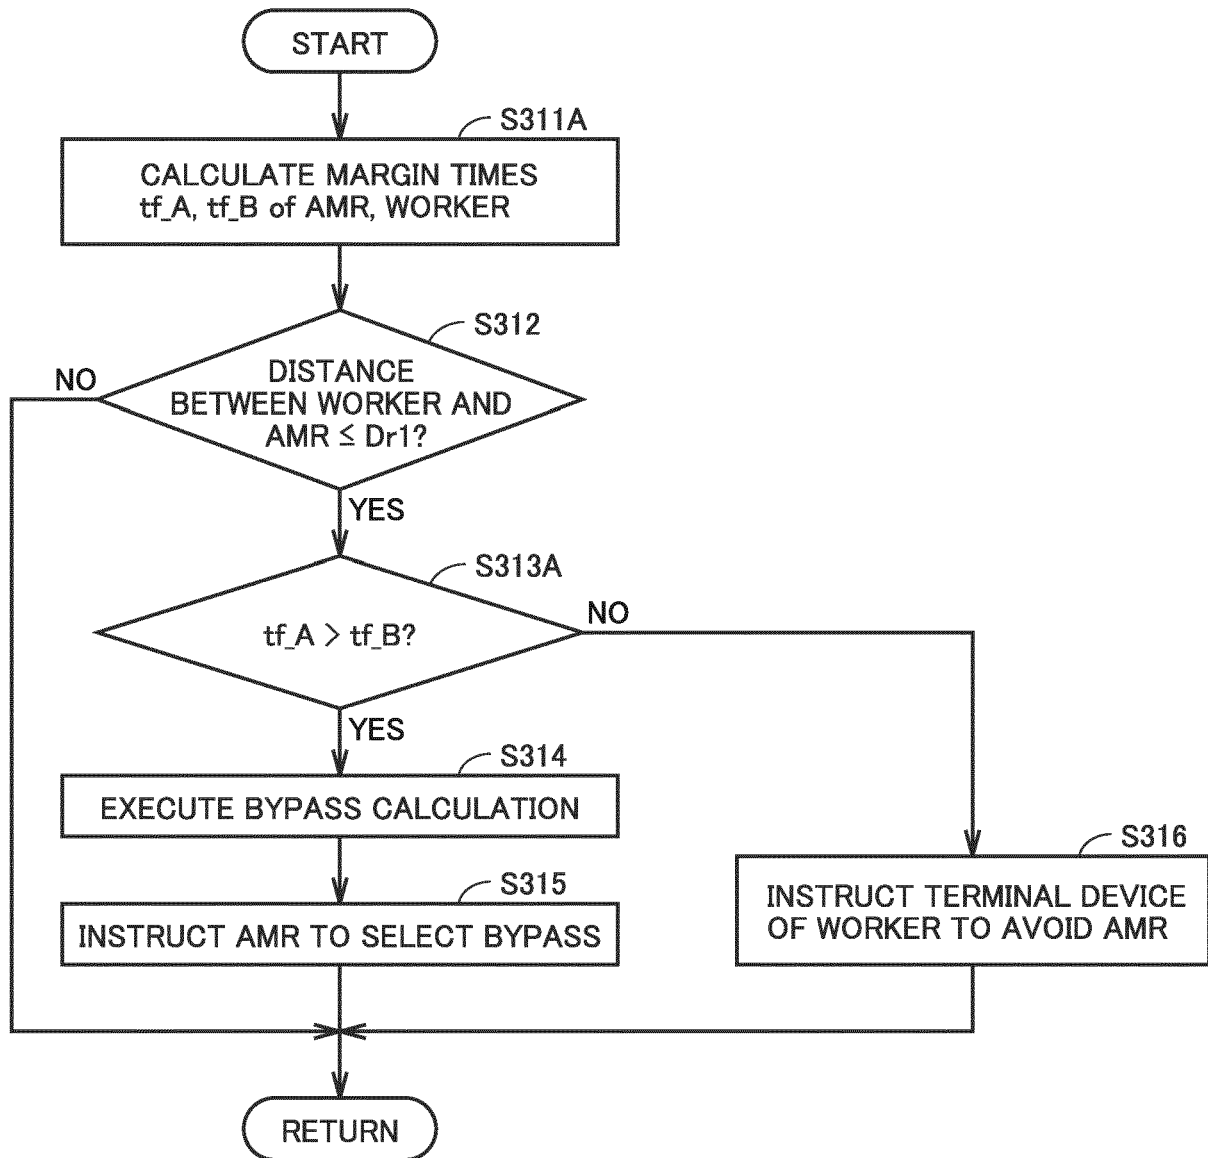 START
S311A
CALCULATE MARGIN TIMES
tf_A, tf_B of AMR, WORKER
S312
DISTANCE
BETWEEN WORKER AND
AMR ≤ Dr1?
NO
YES
S313A
tf_A > tf_B?
NO
YES
S314
EXECUTE BYPASS CALCULATION
S315
INSTRUCT AMR TO SELECT BYPASS
S316
INSTRUCT TERMINAL DEVICE
OF WORKER TO AVOID AMR
RETURN